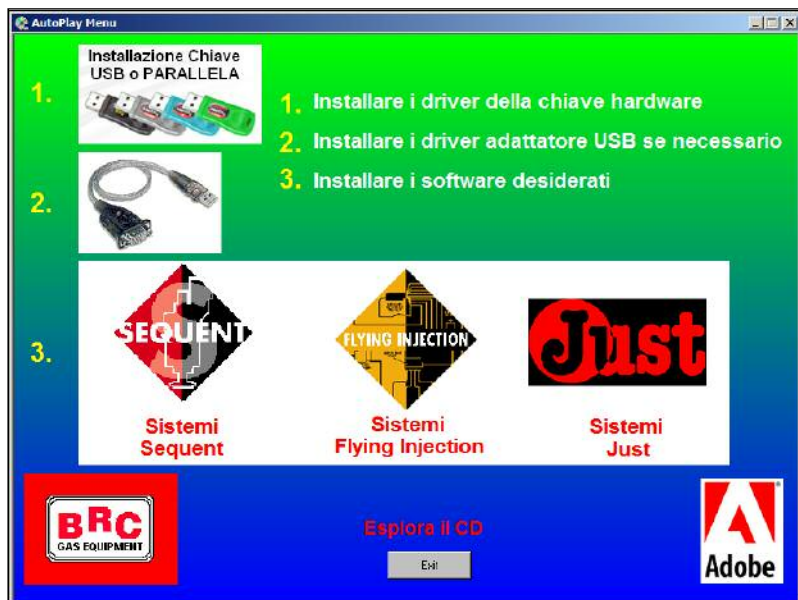 AutoPlay Menu
Installazione Chiave
USB o PARALLELA
1.
1. Installare i driver della chiave hardware
2. Installare i driver adattatore USB se necessario
3. Installare i software desiderati
2.
3.
SEQUENT
FLYING INJECTION
Just
Sistemi
Sequent
Sistemi
Flying Injection
Sistemi
Just
BRC
GAS EQUIPMENT
Esplora il CD
Exit
Adobe